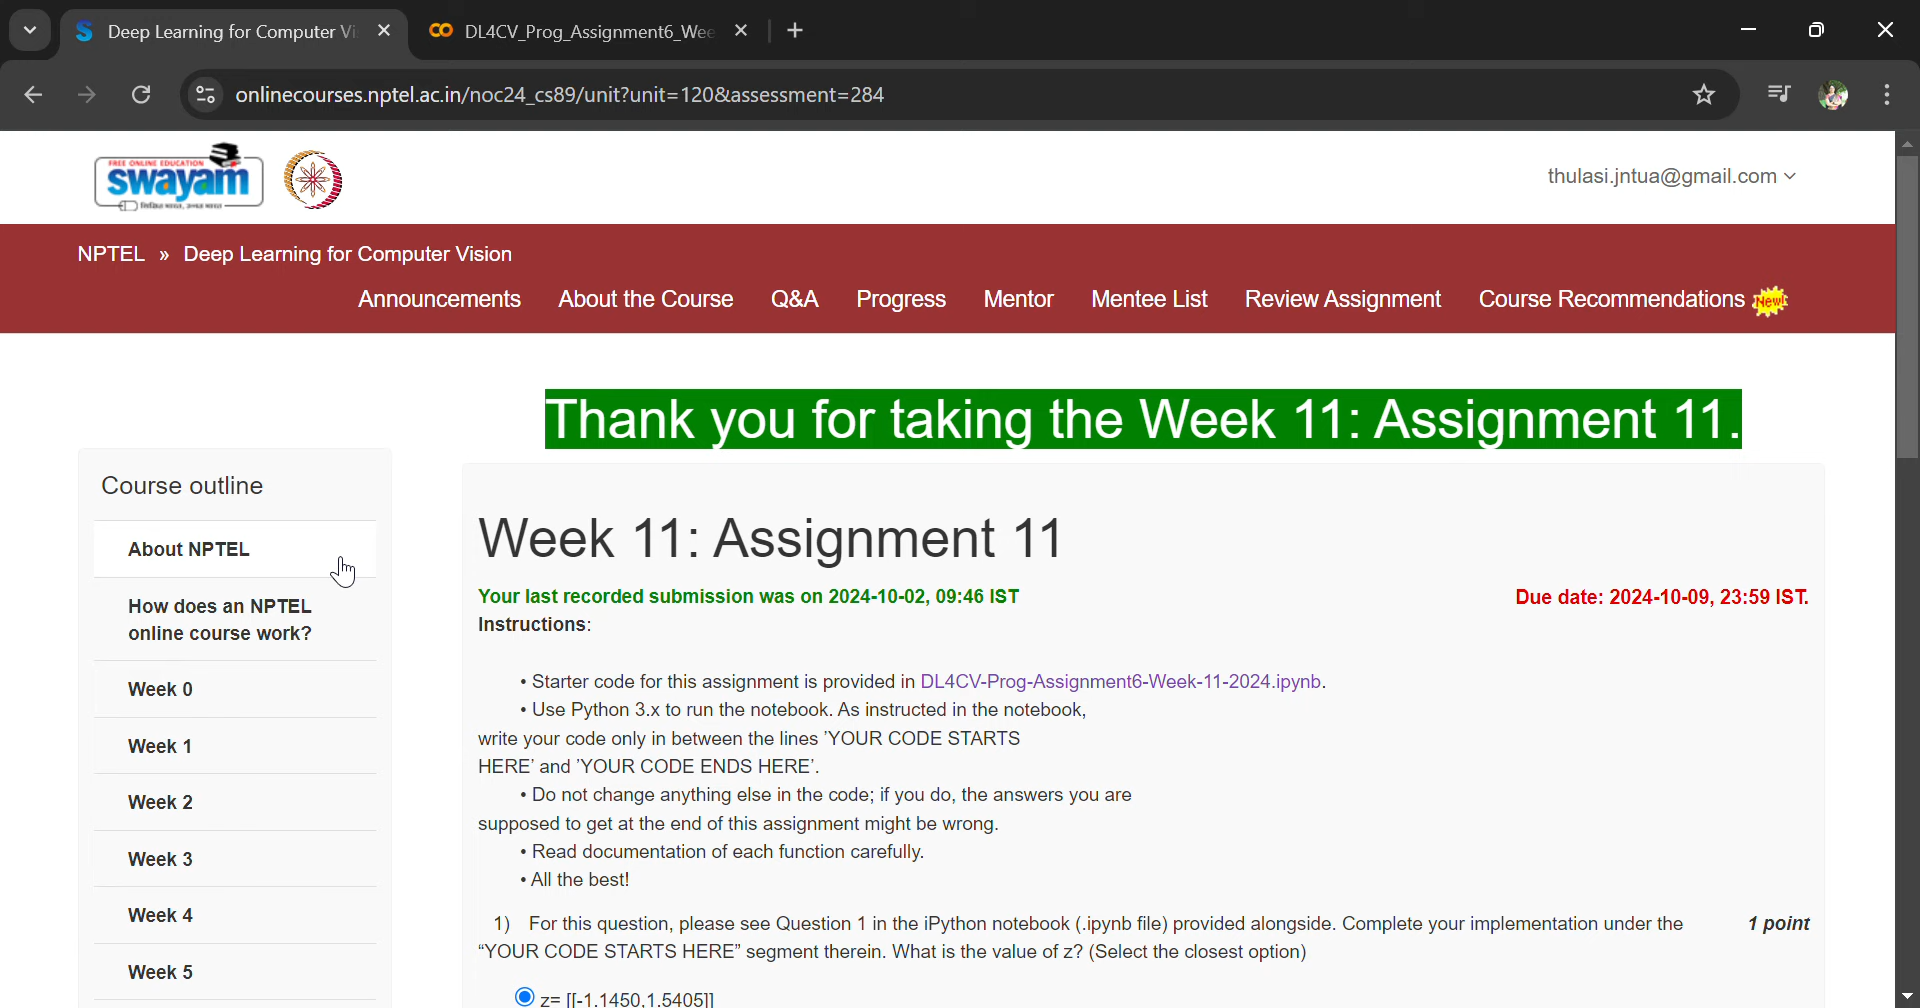 Deep Learning for Computer Vi
DL4CV_Prog_Assignment6_Wee
onlinecourses.nptel.ac.in/noc24_cs89/unit?unit=120&assessment=284
FREE ONLINE EDUCATION
swayam
thulasi.jntua@gmail.com
NPTEL » Deep Learning for Computer Vision
Announcements About the Course Q&A Progress Mentor Mentee List Review Assignment Course Recommendations New!
Thank you for taking the Week 11: Assignment 11.
Course outline
About NPTEL
How does an NPTEL
online course work?
Week 0
Week 1
Week 2
Week 3
Week 4
Week 5
Week 11: Assignment 11
Your last recorded submission was on 2024-10-02, 09:46 IST Due date: 2024-10-09, 23:59 IST.
Instructions:
• Starter code for this assignment is provided in DL4CV-Prog-Assignment6-Week-11-2024.ipynb.
• Use Python 3.x to run the notebook. As instructed in the notebook,
write your code only in between the lines ’YOUR CODE STARTS
HERE’ and ’YOUR CODE ENDS HERE’.
• Do not change anything else in the code; if you do, the answers you are
supposed to get at the end of this assignment might be wrong.
• Read documentation of each function carefully.
• All the best!
1) For this question, please see Question 1 in the iPython notebook (.ipynb file) provided alongside. Complete your implementation under the 1 point
“YOUR CODE STARTS HERE” segment therein. What is the value of z? (Select the closest option)
z= [[-1.1450,1.5405]]